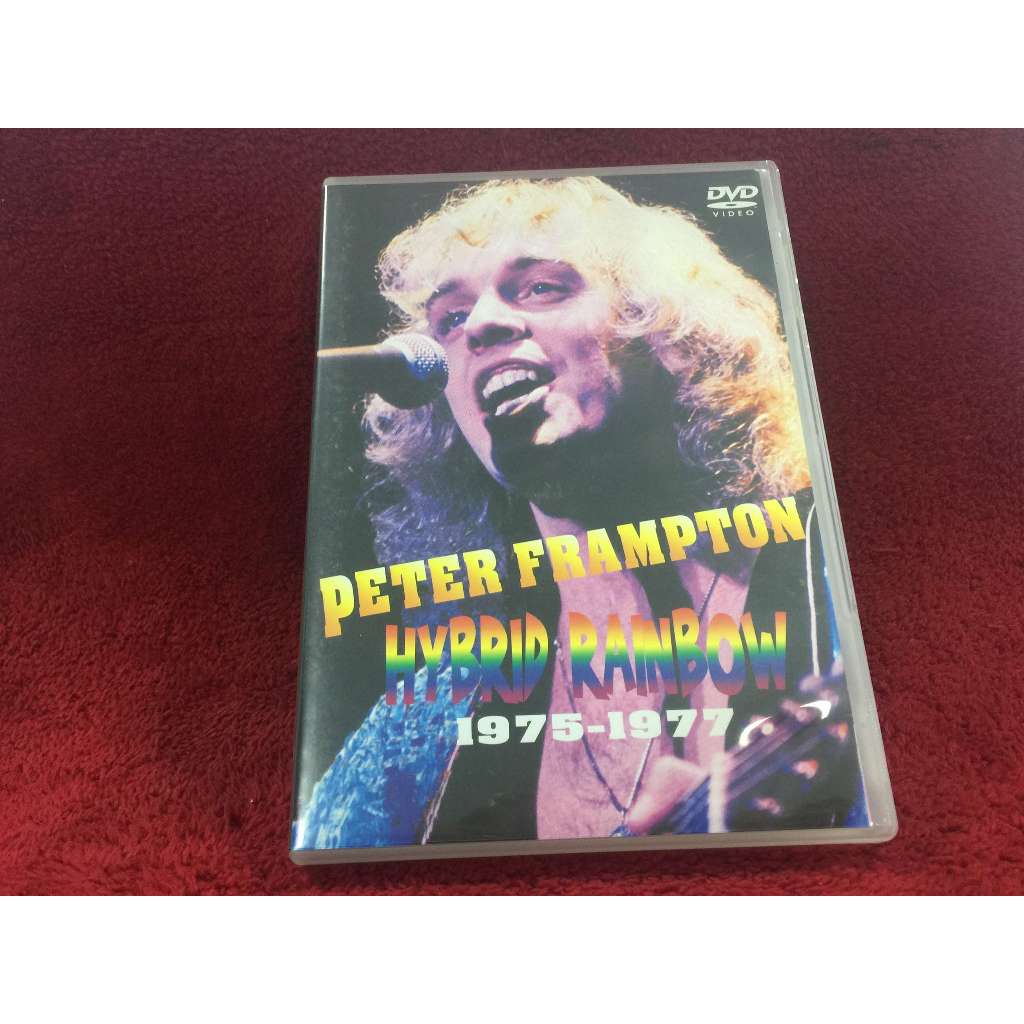 DVD
VIDEO
PETER FRAMPTON
HYBRID RAINBOW
1975-1977